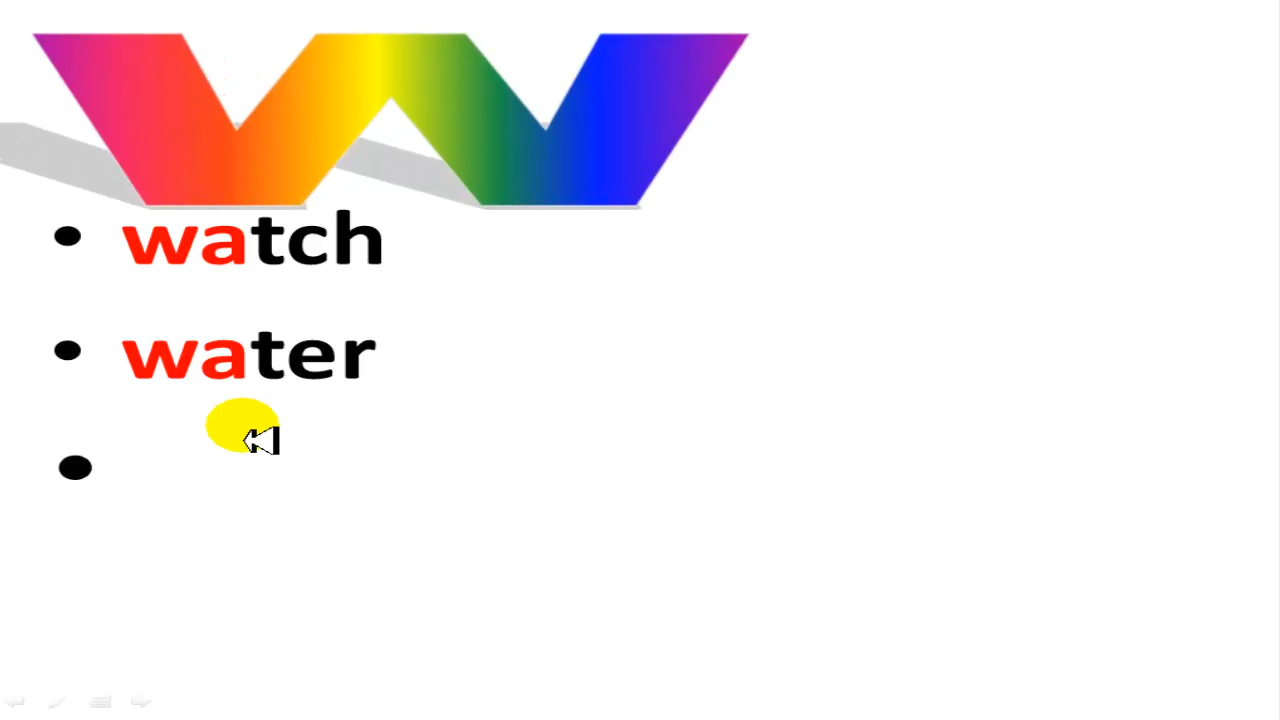 W
• watch
• water
•